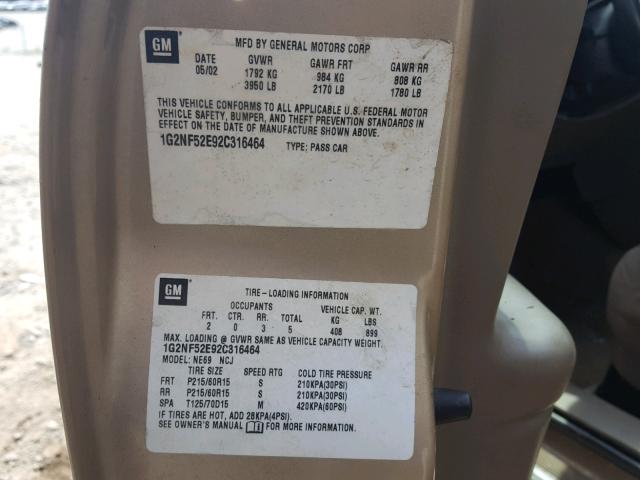 GM MFD BY GENERAL MOTORS CORP
DATE GVWR GAWR FRT GAWR RR
05/02 1792 KG 984 KG 808 KG
3950 LB 2170 LB 1780 LB
THIS VEHICLE CONFORMS TO ALL APPLICABLE U.S. FEDERAL MOTOR
VEHICLE SAFETY, BUMPER, AND THEFT PREVENTION STANDARDS IN
EFFECT ON THE DATE OF MANUFACTURE SHOWN ABOVE.
1G2NF52E92C316464 TYPE: PASS CAR
GM TIRE-LOADING INFORMATION
OCCUPANTS VEHICLE CAP. WT.
FRT. CTR. RR. TOTAL KG LBS
2 0 3 5 408 899
MAX. LOADING @ GVWR SAME AS VEHICLE CAPACITY WEIGHT.
1G2NF52E92C316464
MODEL: NE69 NCJ
TIRE SIZE SPEED RTG COLD TIRE PRESSURE
FRT P215/60R15 S 210KPA(30PSI)
RR P215/60R15 S 210KPA(30PSI)
SPA T125/70D15 M 420KPA(60PSI)
IF TIRES ARE HOT, ADD 28KPA(4PSI).
SEE OWNER'S MANUAL FOR MORE INFORMATION.